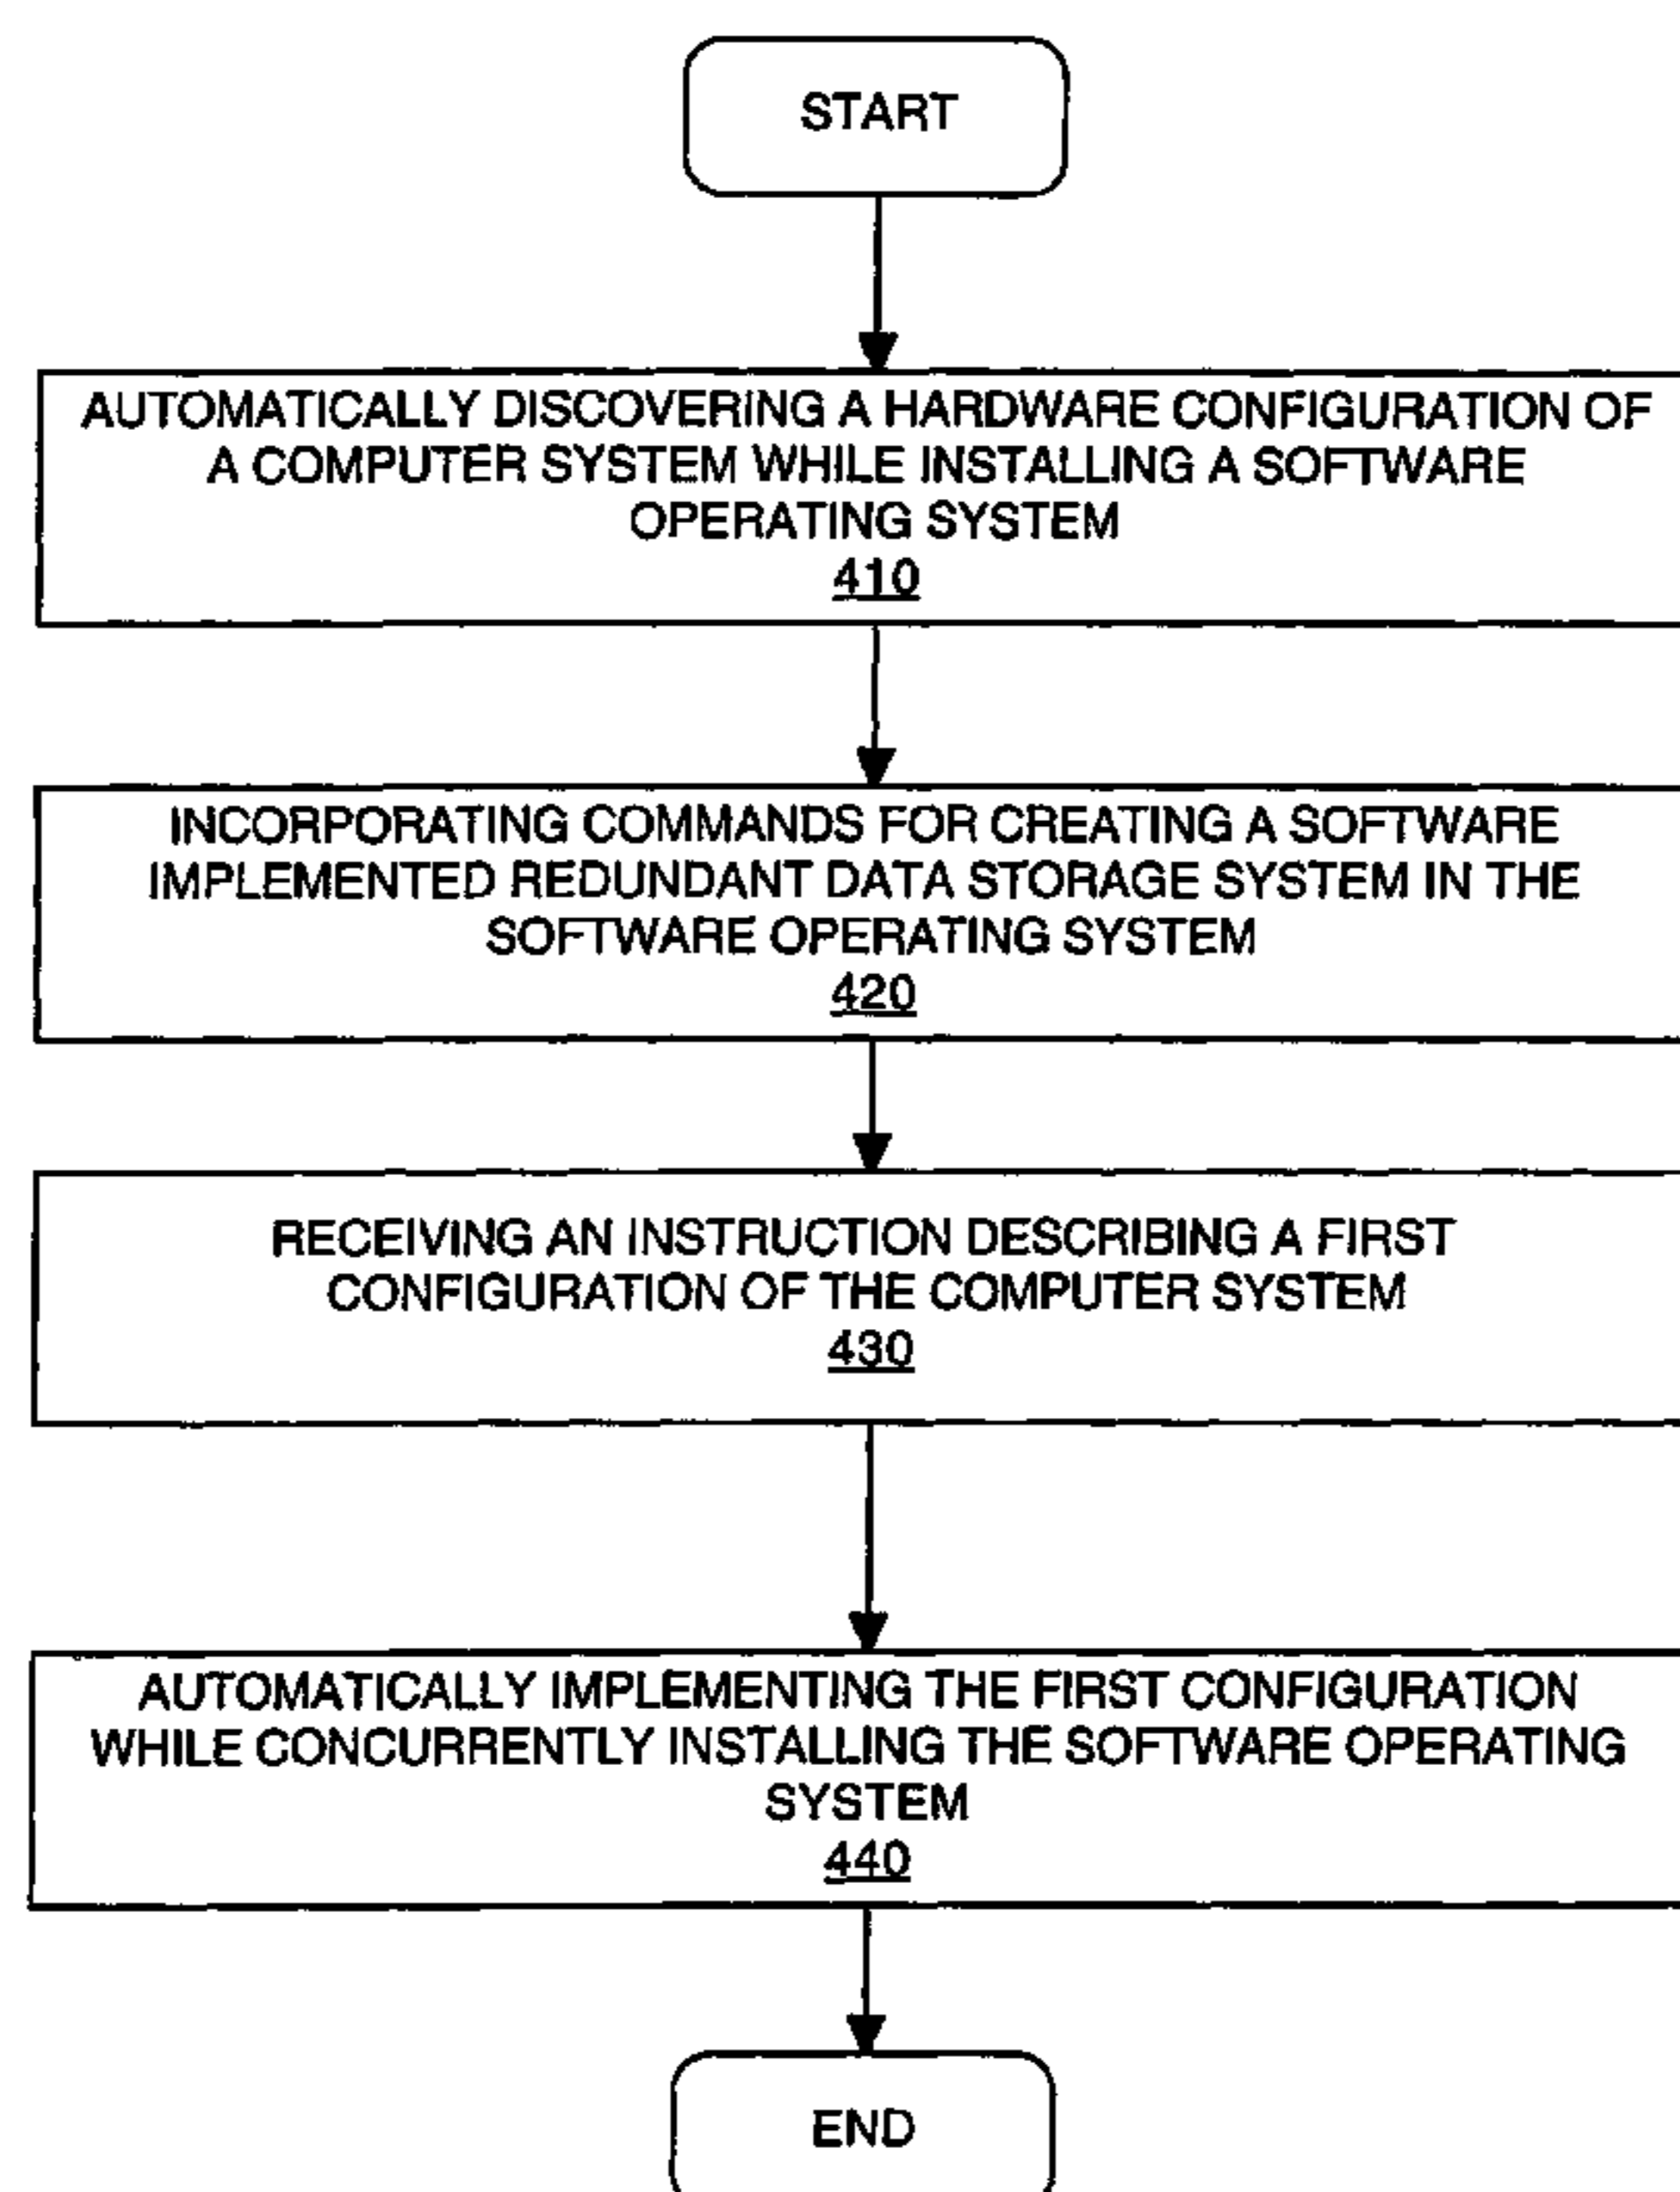 START
AUTOMATICALLY DISCOVERING A HARDWARE CONFIGURATION OF
A COMPUTER SYSTEM WHILE INSTALLING A SOFTWARE
OPERATING SYSTEM
410
INCORPORATING COMMANDS FOR CREATING A SOFTWARE
IMPLEMENTED REDUNDANT DATA STORAGE SYSTEM IN THE
SOFTWARE OPERATING SYSTEM
420
RECEIVING AN INSTRUCTION DESCRIBING A FIRST
CONFIGURATION OF THE COMPUTER SYSTEM
430
AUTOMATICALLY IMPLEMENTING THE FIRST CONFIGURATION
WHILE CONCURRENTLY INSTALLING THE SOFTWARE OPERATING
SYSTEM
440
END